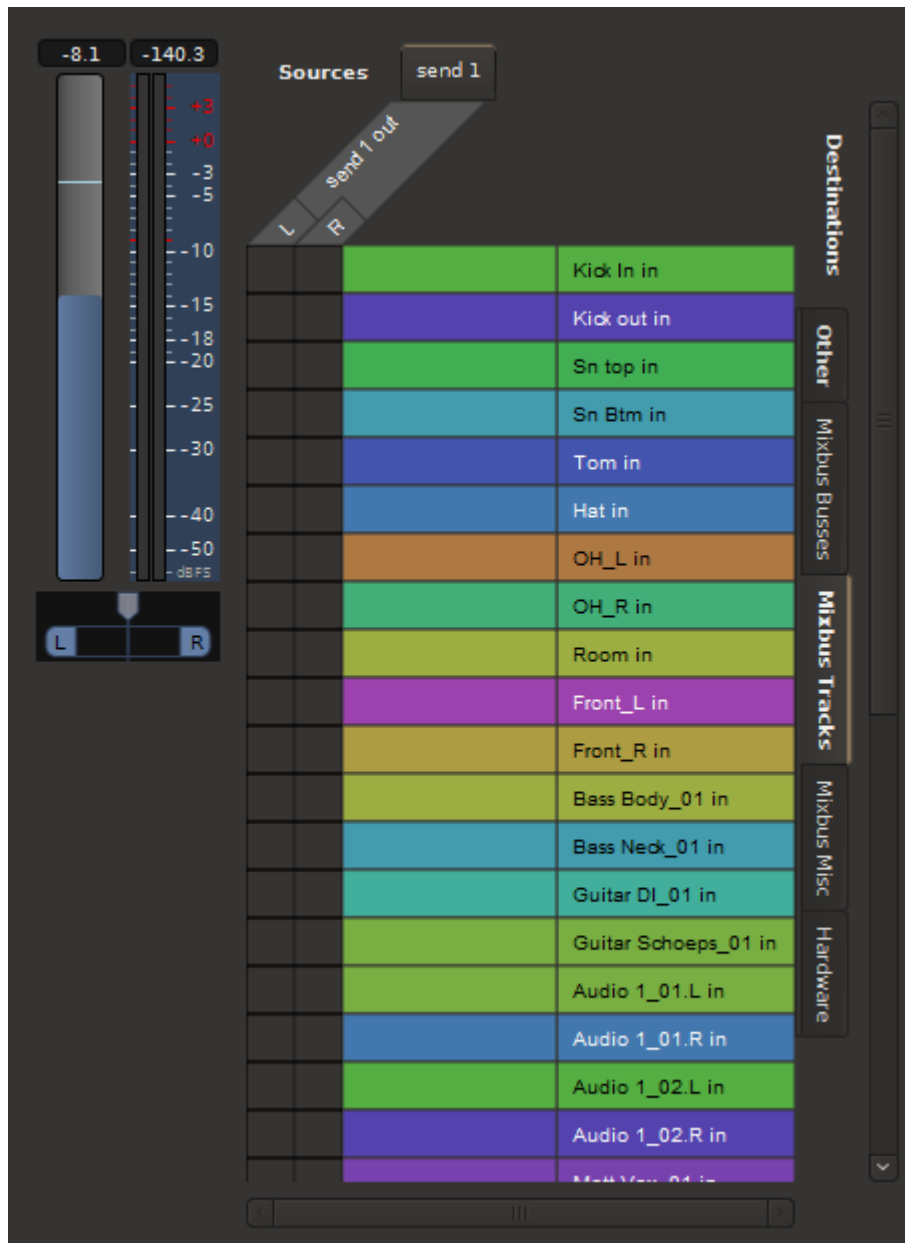 -8.1 -140.3
+3
+0
-3
-5
-10
-15
-18
-20
-25
-30
-40
-50
dBFS
L R
Sources send 1
send 1 out
L R
Kick In in
Kick out in
Sn top in
Sn Btm in
Tom in
Hat in
OH_L in
OH_R in
Room in
Front_L in
Front_R in
Bass Body_01 in
Bass Neck_01 in
Guitar DI_01 in
Guitar Schoeps_01 in
Audio 1_01.L in
Audio 1_01.R in
Audio 1_02.L in
Audio 1_02.R in
Destinations
Other
Mixbus Busses
Mixbus Tracks
Mixbus Misc
Hardware